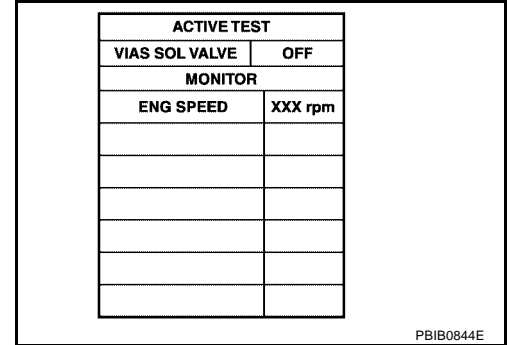 ACTIVE TEST
VIAS SOL VALVE OFF
MONITOR
ENG SPEED XXX rpm
PBIB0844E